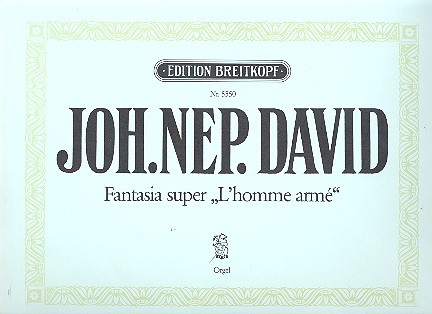 · EDITION BREITKOPF ·
Nr. 5550
JOH. NEP. DAVID
Fantasia super „L'homme armé“
Orgel